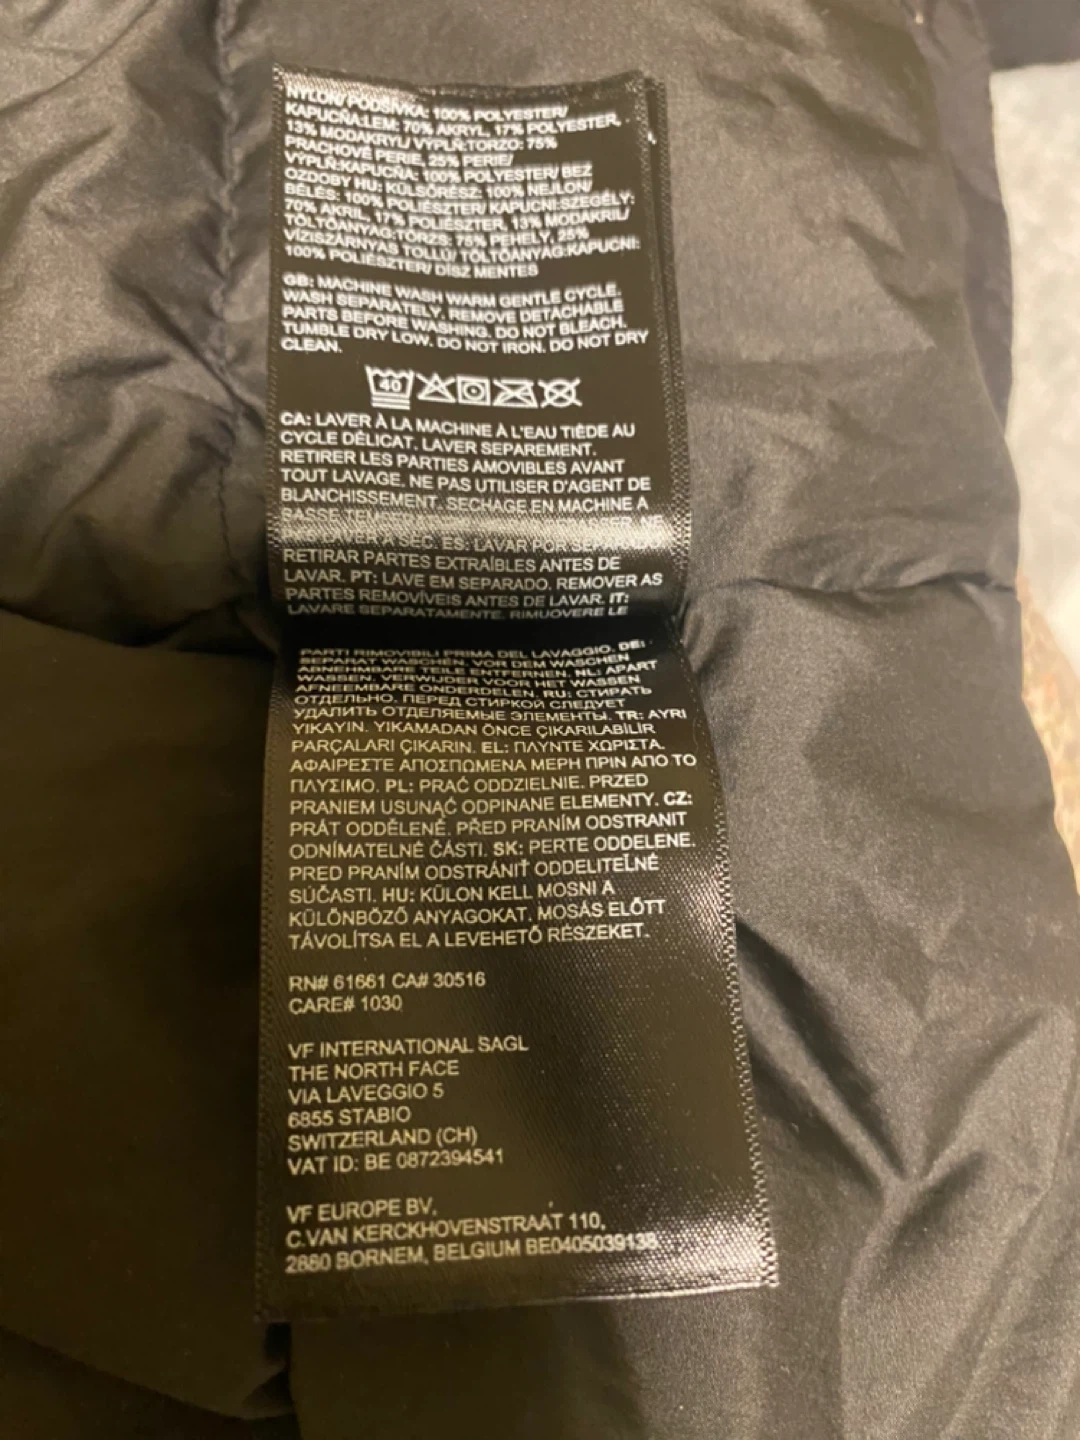 NYLON/ PODŠÍVKA: 100% POLYESTER/
KAPUCŇA:LEM: 70% AKRYL, 17% POLYESTER,
13% MODAKRYL/ VÝPLŇ:TORZO: 75%
PRACHOVÉ PERIE, 25% PERIE/
VÝPLŇ:KAPUCŇA: 100% POLYESTER/ BEZ
OZDOBY HU: KÜLSŐRÉSZ: 100% NEJLON/
BÉLÉS: 100% POLIÉSZTER/ KAPUCNI:SZEGÉLY:
70% AKRIL, 17% POLIÉSZTER, 13% MODAKRIL/
TÖLTŐANYAG:TÖRZS: 75% PEHELY, 25%
VÍZISZÁRNYAS TOLLÚ/ TÖLTŐANYAG:KAPUCNI:
100% POLIÉSZTER/ DÍSZ MENTES
GB: MACHINE WASH WARM GENTLE CYCLE.
WASH SEPARATELY. REMOVE DETACHABLE
PARTS BEFORE WASHING. DO NOT BLEACH.
TUMBLE DRY LOW. DO NOT IRON. DO NOT DRY
CLEAN.
40
CA: LAVER À LA MACHINE À L'EAU TIÈDE AU
CYCLE DÉLICAT. LAVER SEPAREMENT.
RETIRER LES PARTIES AMOVIBLES AVANT
TOUT LAVAGE. NE PAS UTILISER D'AGENT DE
BLANCHISSEMENT. SECHAGE EN MACHINE A
BASSE
LAVER A SEC. ES: LAVAR POR
RETIRAR PARTES EXTRAÍBLES ANTES DE
LAVAR. PT: LAVE EM SEPARADO. REMOVER AS
PARTES REMOVÍVEIS ANTES DE LAVAR. IT:
LAVARE SEPARATAMENTE. RIMUOVERE LE
PARTI RIMOVIBILI PRIMA DEL LAVAGGIO. DE:
SEPARAT WASCHEN. VOR DEM WASCHEN
ABNEHMBARE TEILE ENTFERNEN. NL: APART
WASSEN. VERWIJDER VOOR HET WASSEN
AFNEEMBARE ONDERDELEN. RU: СТИРАТЬ
ОТДЕЛЬНО. ПЕРЕД СТИРКОЙ СЛЕДУЕТ
УДАЛИТЬ ОТДЕЛЯЕМЫЕ ЭЛЕМЕНТЫ. TR: AYRI
YIKAYIN. YIKAMADAN ÖNCE ÇIKARILABİLİR
PARÇALARI ÇIKARIN. EL: ΠΛΥΝΤΕ ΧΩΡΙΣΤΑ.
ΑΦΑΙΡΕΣΤΕ ΑΠΟΣΠΩΜΕΝΑ ΜΕΡΗ ΠΡΙΝ ΑΠΟ ΤΟ
ΠΛΥΣΙΜΟ. PL: PRAĆ ODDZIELNIE. PRZED
PRANIEM USUNĄĆ ODPINANE ELEMENTY. CZ:
PRÁT ODDĚLENĚ. PŘED PRANÍM ODSTRANIT
ODNÍMATELNÉ ČÁSTI. SK: PERTE ODDELENE.
PRED PRANÍM ODSTRÁNIŤ ODDELITEĽNÉ
SÚČASTI. HU: KÜLÖN KELL MOSNI A
KÜLÖNBÖZŐ ANYAGOKAT. MOSÁS ELŐTT
TÁVOLÍTSA EL A LEVEHETŐ RÉSZEKET.
RN# 61661 CA# 30516
CARE# 1030
VF INTERNATIONAL SAGL
THE NORTH FACE
VIA LAVEGGIO 5
6855 STABIO
SWITZERLAND (CH)
VAT ID: BE 0872394541
VF EUROPE BV,
C.VAN KERCKHOVENSTRAAT 110,
2880 BORNEM, BELGIUM BE0405039138